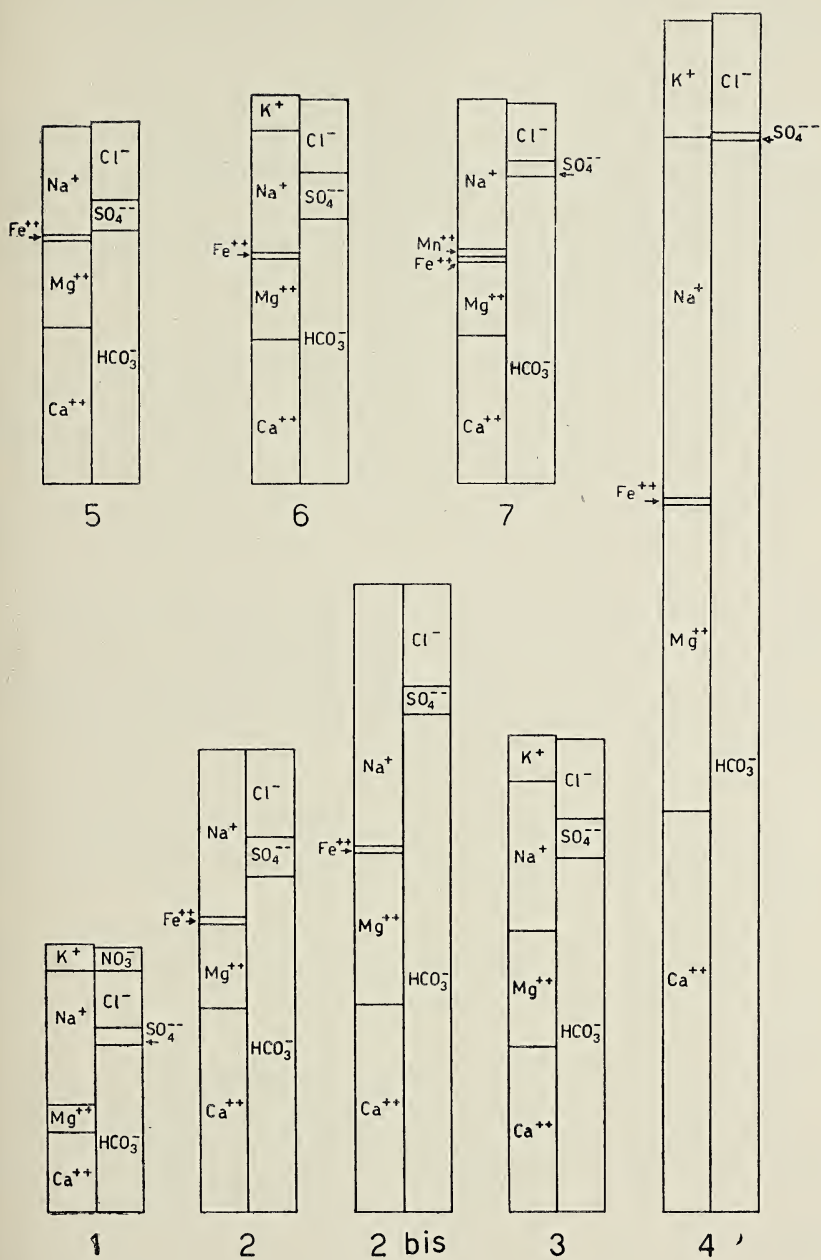 K⁺
Cl⁻
SO₄⁻⁻
Na⁺
Fe⁺⁺
Mg⁺⁺
HCO₃⁻
Ca⁺⁺
4
Na⁺
Cl⁻
SO₄⁻⁻
Fe⁺⁺
Mg⁺⁺
HCO₃⁻
Ca⁺⁺
5
K⁺
Cl⁻
Na⁺
SO₄⁻⁻
Fe⁺⁺
Mg⁺⁺
HCO₃⁻
Ca⁺⁺
6
Cl⁻
SO₄⁻⁻
Na⁺
Mn⁺⁺
Fe⁺⁺
Mg⁺⁺
HCO₃⁻
Ca⁺⁺
7
K⁺
NO₃⁻
Cl⁻
Na⁺
SO₄⁻⁻
Mg⁺⁺
HCO₃⁻
Ca⁺⁺
1
Cl⁻
Na⁺
SO₄⁻⁻
Fe⁺⁺
Mg⁺⁺
HCO₃⁻
Ca⁺⁺
2
Cl⁻
SO₄⁻⁻
Na⁺
Fe⁺⁺
Mg⁺⁺
HCO₃⁻
Ca⁺⁺
2 bis
K⁺
Cl⁻
SO₄⁻⁻
Na⁺
Mg⁺⁺
HCO₃⁻
Ca⁺⁺
3